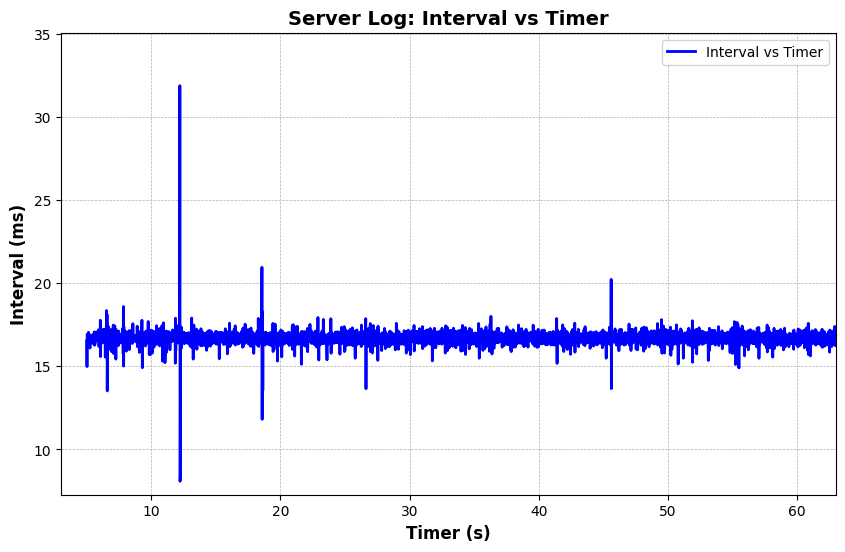 Server Log: Interval vs Timer
Interval vs Timer
35
30
25
20
15
10
Interval (ms)
10 20 30 40 50 60
Timer (s)